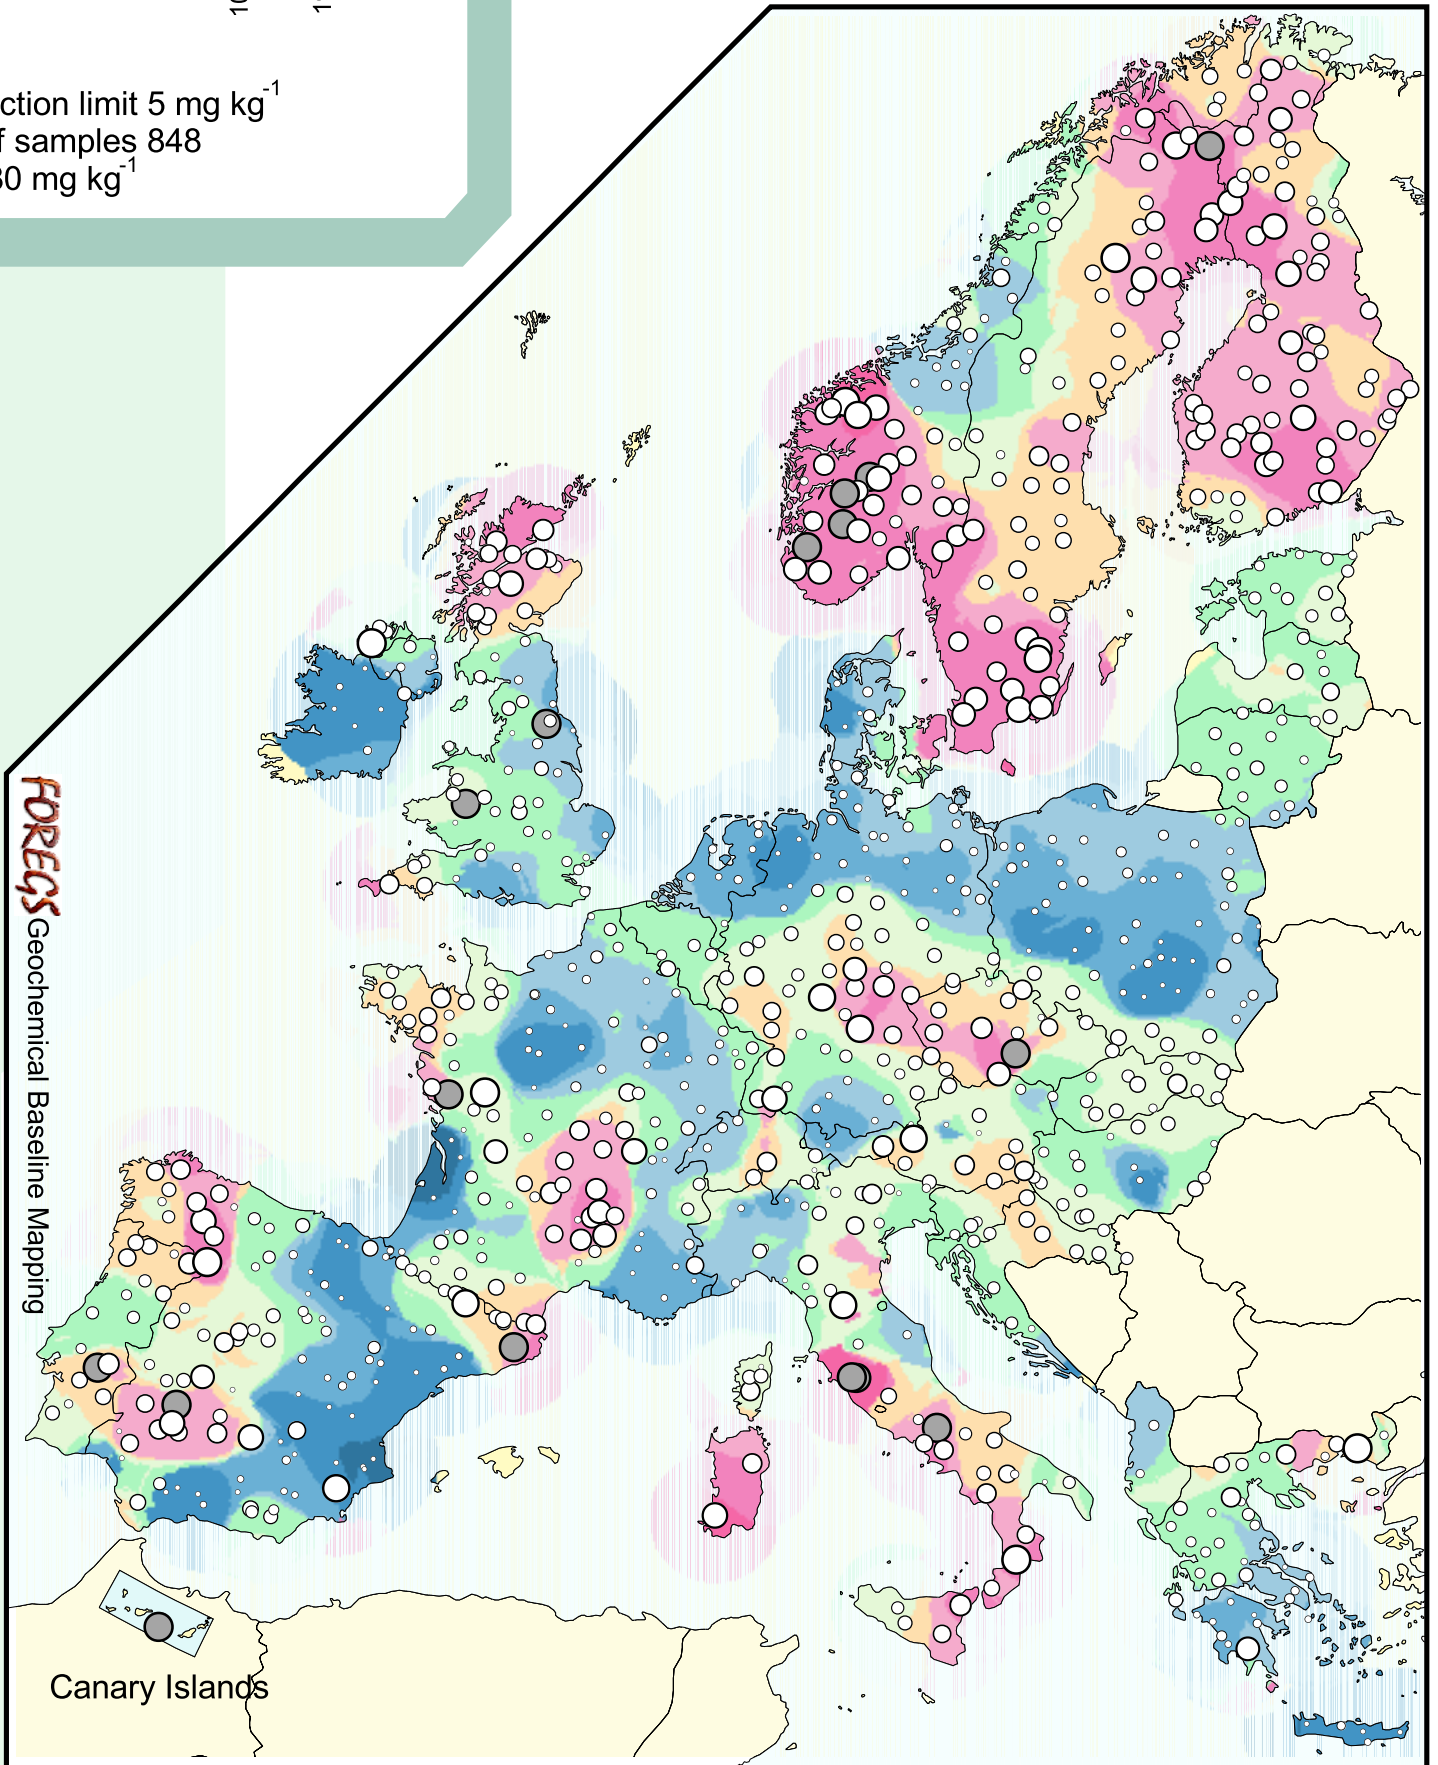 ction limit 5 mg kg-1
f samples 848
30 mg kg-1
FOREGS Geochemical Baseline Mapping
Canary Islands